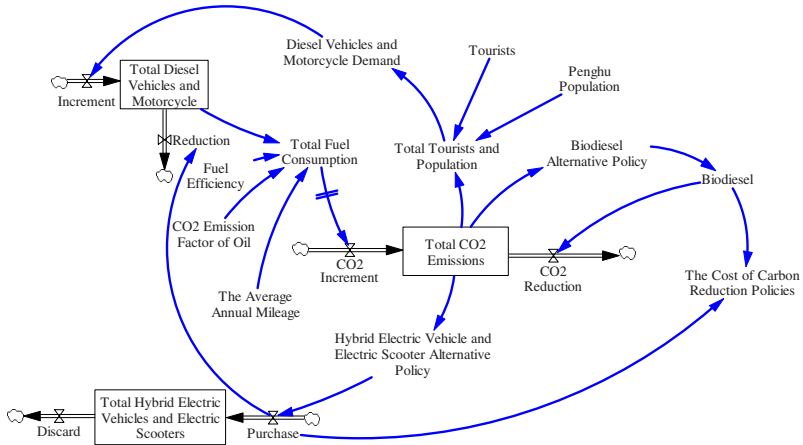 Diesel Vehicles and
Motorcycle Demand
Tourists
Penghu
Population
Total Diesel
Vehicles and
Motorcycle
Increment
Reduction
Total Fuel
Consumption
Fuel
Efficiency
Total Tourists and
Population
Biodiesel
Alternative Policy
Biodiesel
CO2 Emission
Factor of Oil
CO2
Increment
Total CO2
Emissions
CO2
Reduction
The Cost of Carbon
Reduction Policies
The Average
Annual Mileage
Hybrid Electric Vehicle and
Electric Scooter Alternative
Policy
Total Hybrid Electric
Vehicles and Electric
Scooters
Discard
Purchase